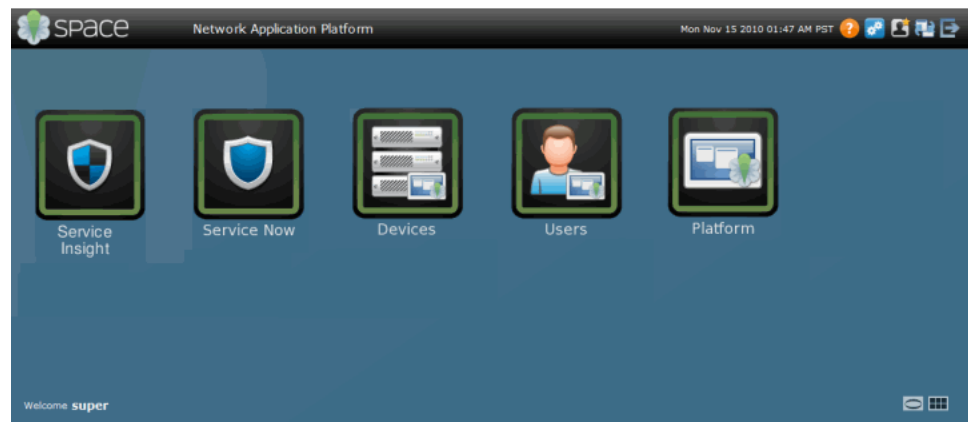 space
Network Application Platform
Mon Nov 15 2010 01:47 AM PST
?
Service
Insight
Service Now
Devices
Users
Platform
Welcome super